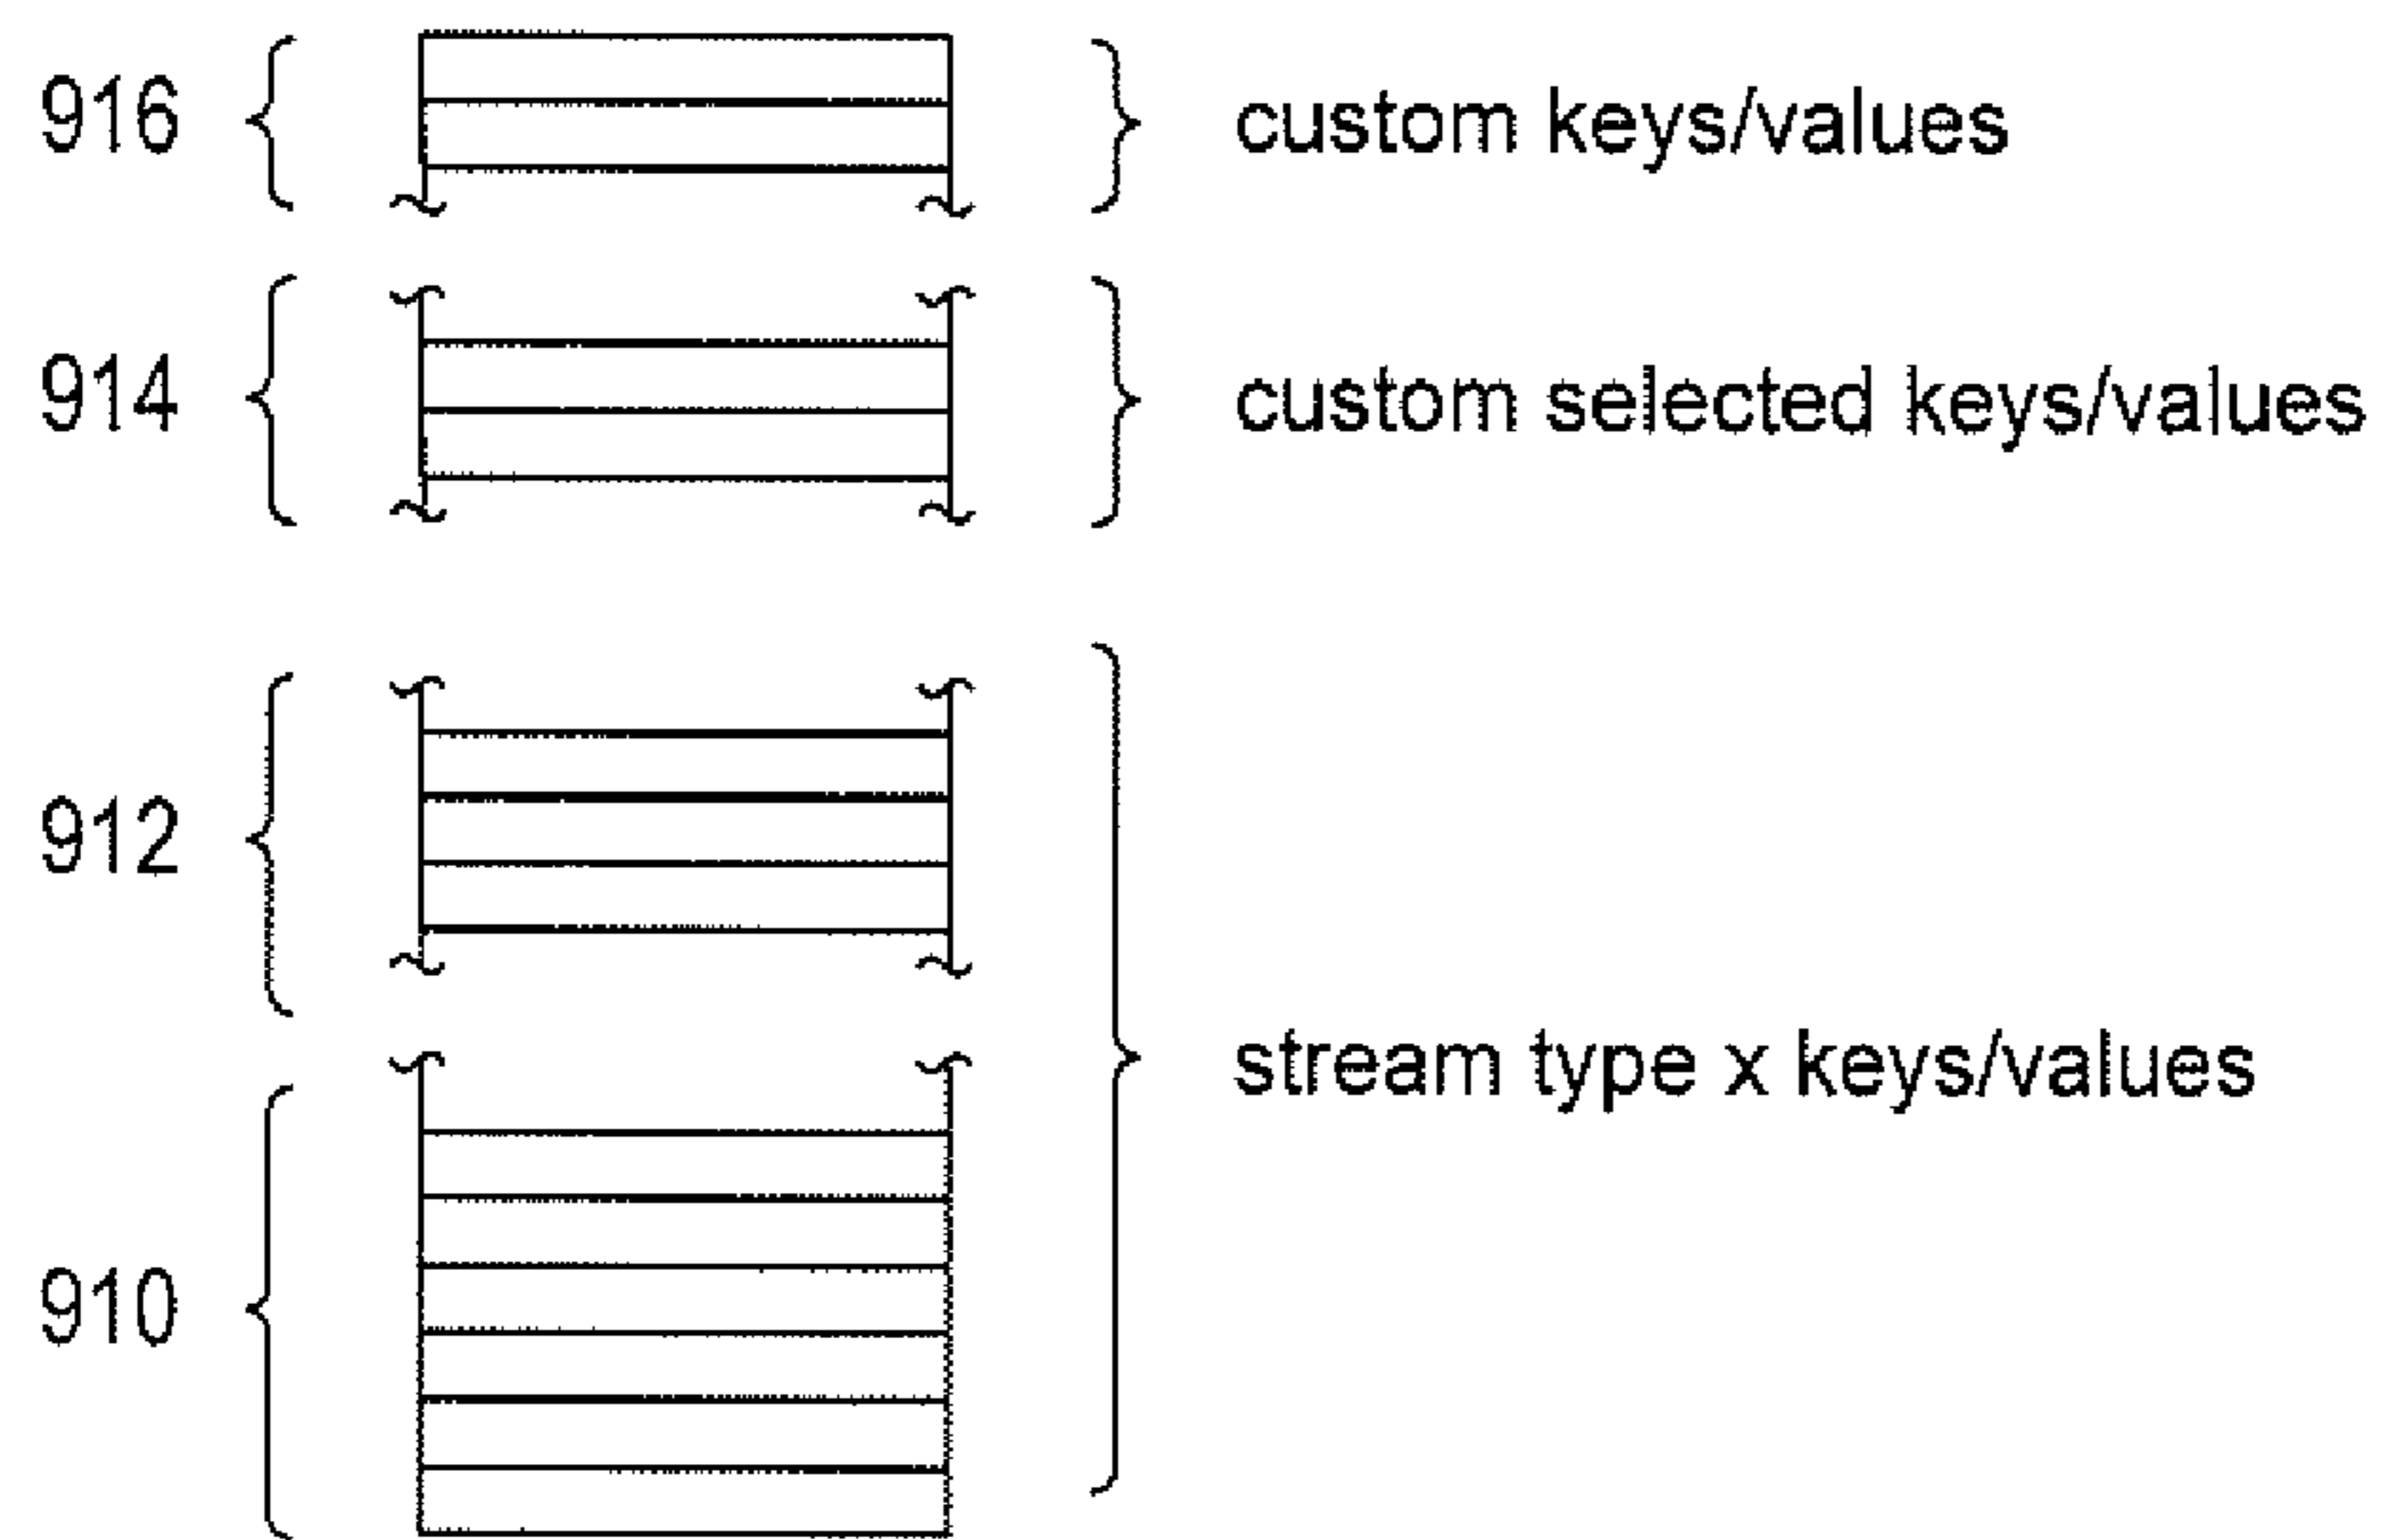 916 custom keys/values
914 custom selected keys/values
912
stream type x keys/values
910